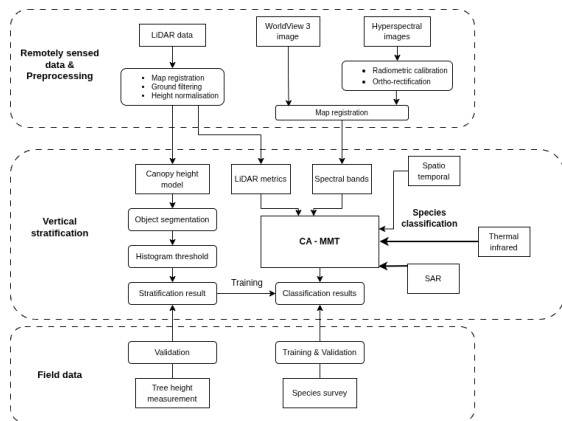 LiDAR data
WorldView 3
image
Hyperspectral
images
Remotely sensed
data &
Preprocessing
• Map registration
• Ground filtering
• Height normalisation
• Radiometric calibration
• Ortho-rectification
Map registration
Canopy height
model
LiDAR metrics
Spectral bands
Spatio
temporal
Vertical
stratification
Object segmentation
CA - MMT
Species
classification
Thermal
infrared
Histogram threshold
SAR
Stratification result
Training
Classification results
Field data
Validation
Training & Validation
Tree height
measurement
Species survey